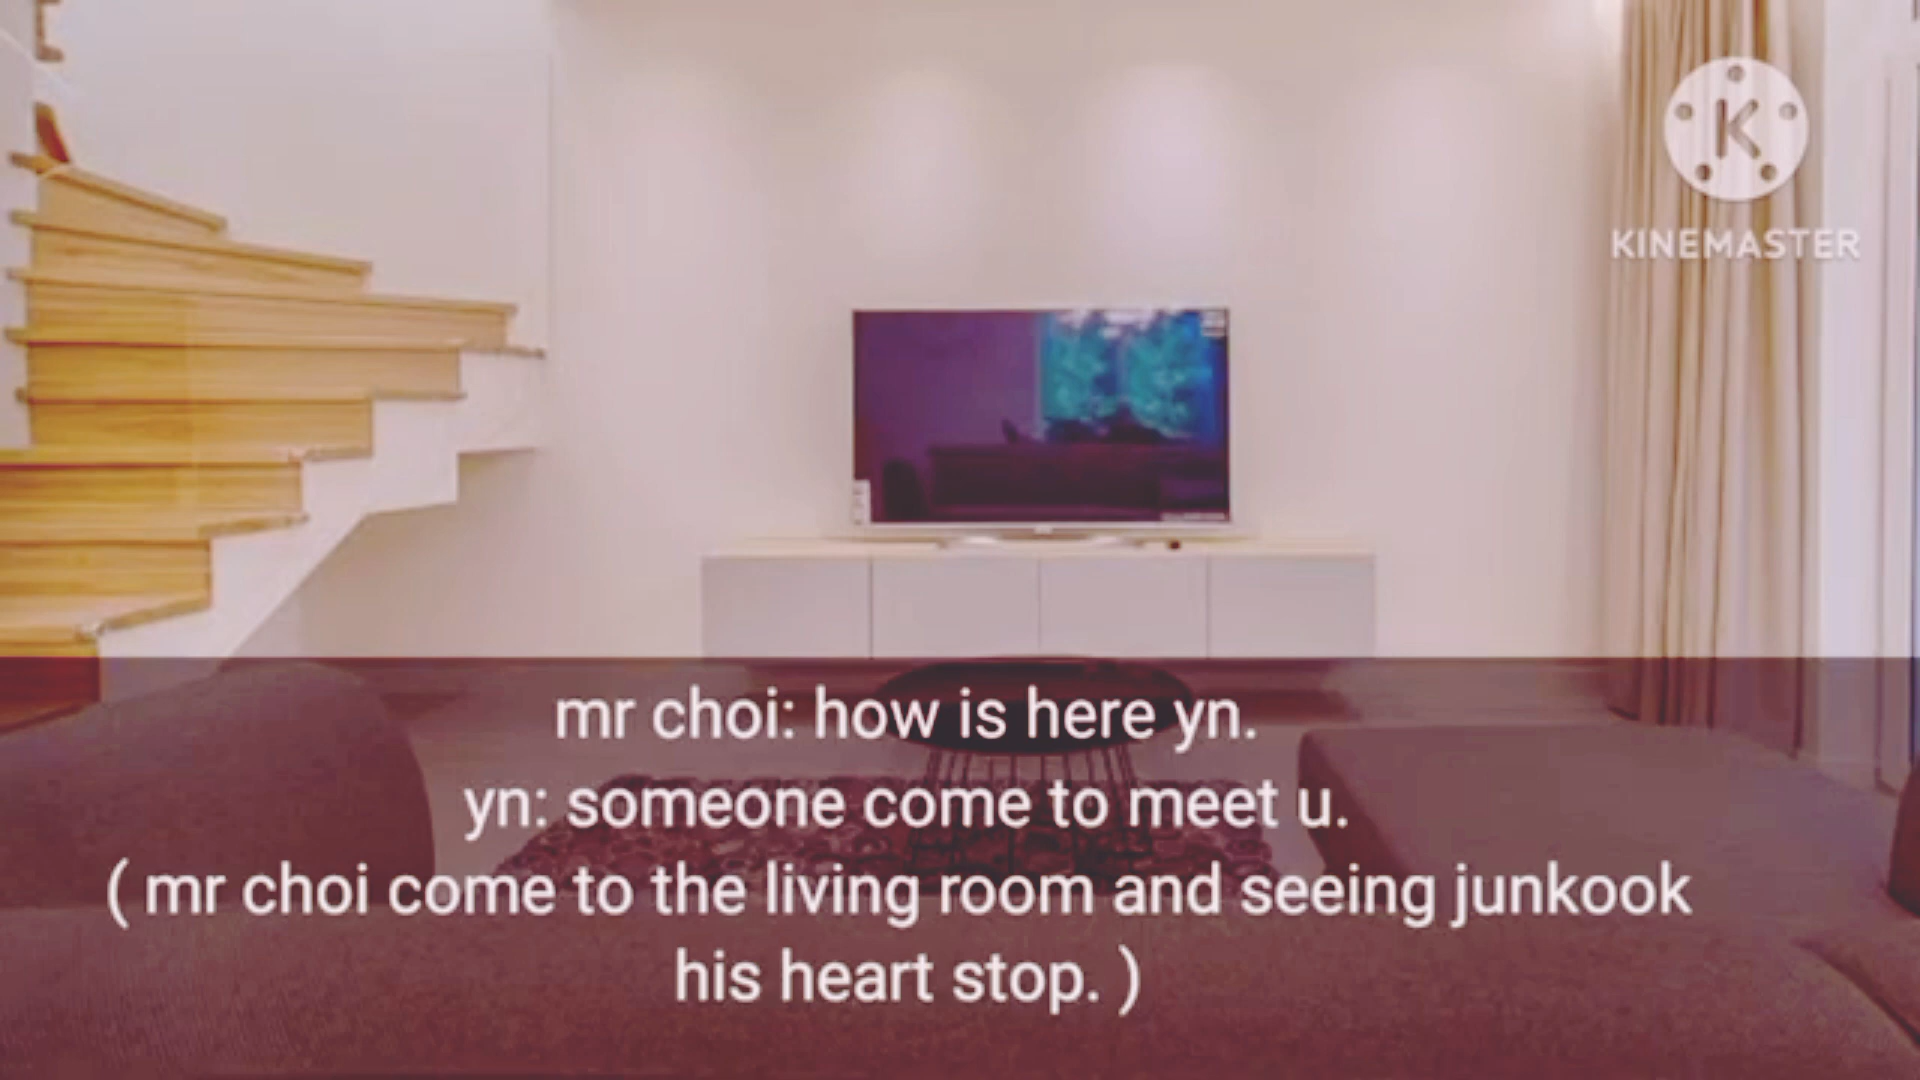 K
KINEMASTER
mr choi: how is here yn.
yn: someone come to meet u.
( mr choi come to the living room and seeing junkook
his heart stop. )